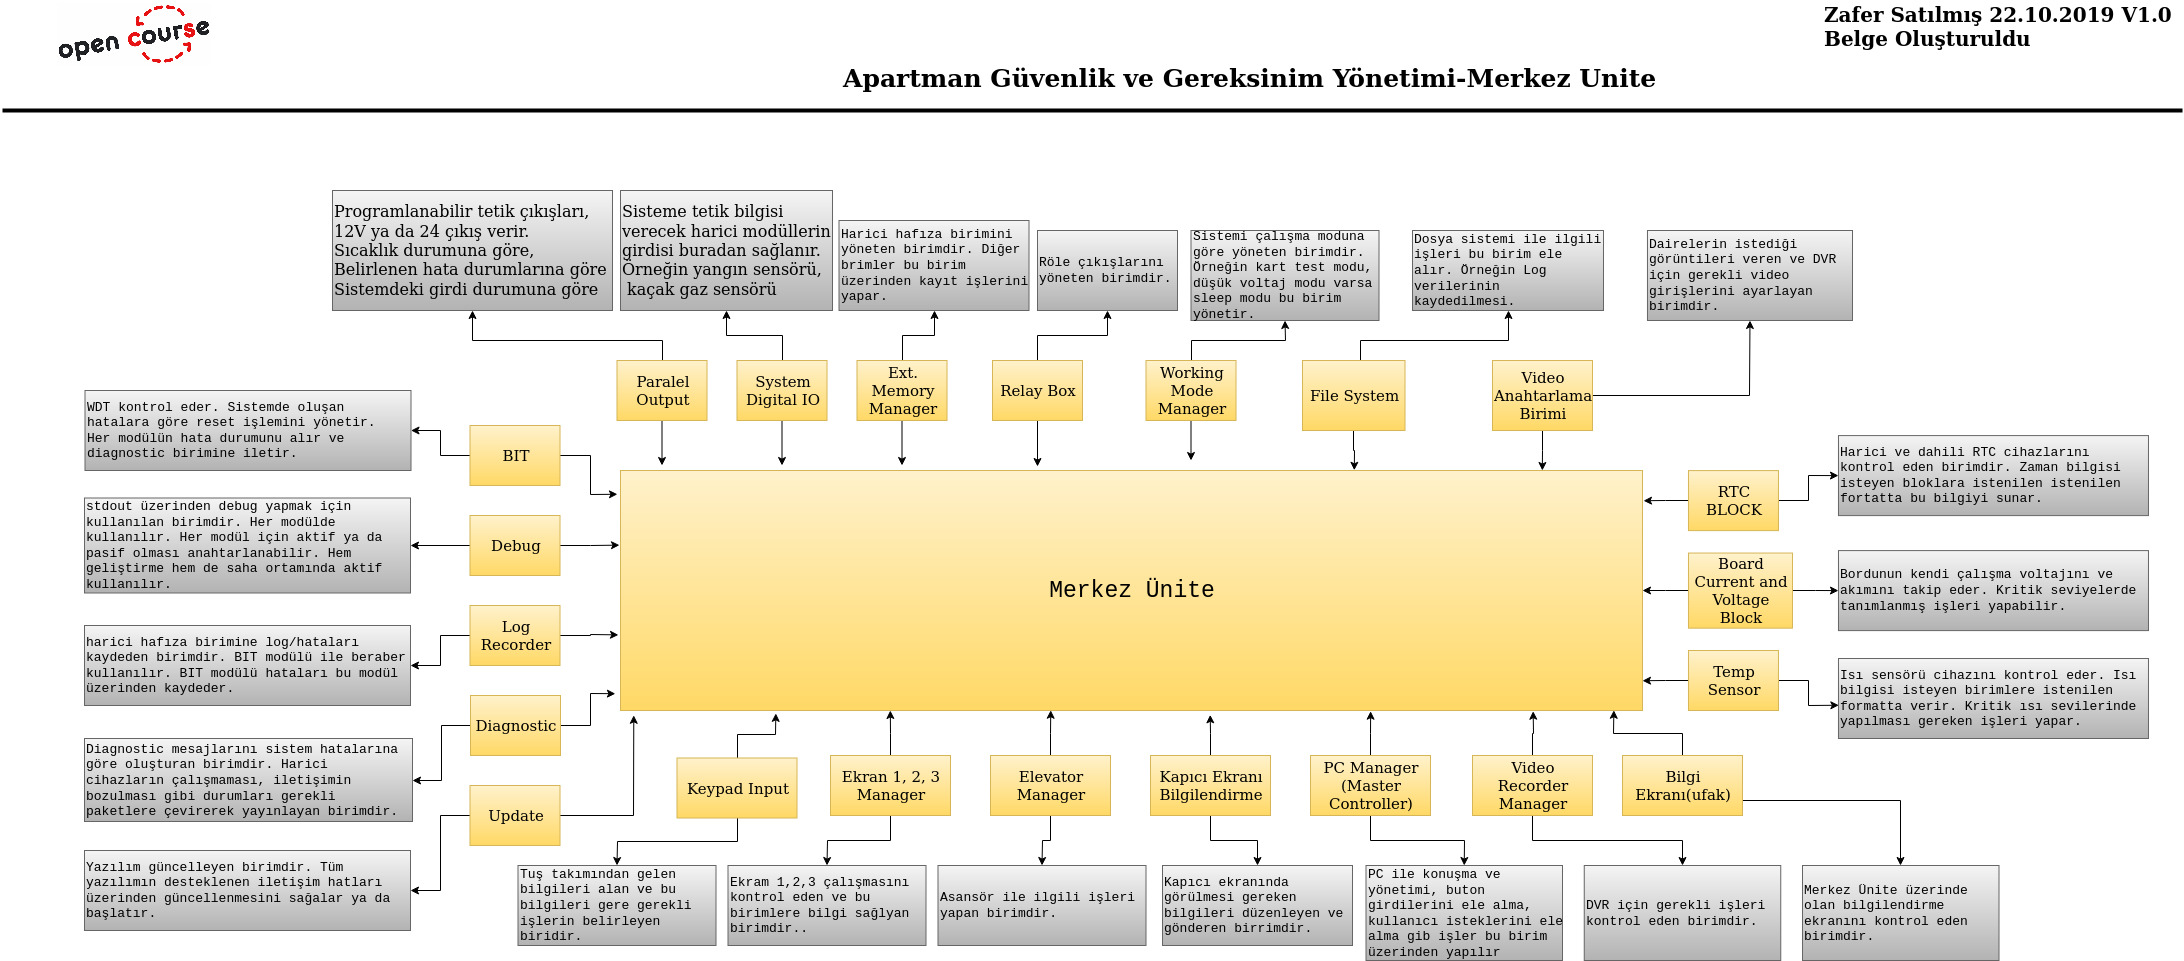 open course
Zafer Satılmış 22.10.2019 V1.0
Belge Oluşturuldu
Apartman Güvenlik ve Gereksinim Yönetimi-Merkez Unite
Programlanabilir tetik çıkışları,
12V ya da 24 çıkış verir.
Sıcaklık durumuna göre,
Belirlenen hata durumlarına göre
Sistemdeki girdi durumuna göre
Sisteme tetik bilgisi
verecek harici modüllerin
girdisi buradan sağlanır.
Örneğin yangın sensörü,
kaçak gaz sensörü
Harici hafıza birimini
yöneten birimdir. Diğer
brimler bu birim
üzerinden kayıt işlerini
yapar.
Röle çıkışlarını
yöneten birimdir.
Sistemi çalışma moduna
göre yöneten birimdir.
Örneğin kart test modu,
düşük voltaj modu varsa
sleep modu bu birim
yönetir.
Dosya sistemi ile ilgili
işleri bu birim ele
alır. Örneğin Log
verilerinin
kaydedilmesi.
Dairelerin istediği
görüntileri veren ve DVR
için gerekli video
girişlerini ayarlayan
birimdir.
Paralel
Output
System
Digital IO
Ext.
Memory
Manager
Relay Box
Working
Mode
Manager
File System
Video
Anahtarlama
Birimi
WDT kontrol eder. Sistemde oluşan
hatalara göre reset işlemini yönetir.
Her modülün hata durumunu alır ve
diagnostic birimine iletir.
BIT
stdout üzerinden debug yapmak için
kullanılan birimdir. Her modülde
kullanılır. Her modül için aktif ya da
pasif olması anahtarlanabilir. Hem
geliştirme hem de saha ortamında aktif
kullanılır.
Debug
harici hafıza birimine log/hataları
kaydeden birimdir. BIT modülü ile beraber
kullanılır. BIT modülü hataları bu modül
üzerinden kaydeder.
Log
Recorder
Diagnostic mesajlarını sistem hatalarına
göre oluşturan birimdir. Harici
cihazların çalışmaması, iletişimin
bozulması gibi durumları gerekli
paketlere çevirerek yayınlayan birimdir.
Diagnostic
Yazılım güncelleyen birimdir. Tüm
yazılımın desteklenen iletişim hatları
üzerinden güncellenmesini sağalar ya da
başlatır.
Update
Merkez Ünite
RTC
BLOCK
Harici ve dahili RTC cihazlarını
kontrol eden birimdir. Zaman bilgisi
isteyen bloklara istenilen istenilen
fortatta bu bilgiyi sunar.
Board
Current and
Voltage
Block
Bordunun kendi çalışma voltajını ve
akımını takip eder. Kritik seviyelerde
tanımlanmış işleri yapabilir.
Temp
Sensor
Isı sensörü cihazını kontrol eder. Isı
bilgisi isteyen birimlere istenilen
formatta verir. Kritik ısı sevilerinde
yapılması gereken işleri yapar.
Keypad Input
Ekran 1, 2, 3
Manager
Elevator
Manager
Kapıcı Ekranı
Bilgilendirme
PC Manager
(Master
Controller)
Video
Recorder
Manager
Bilgi
Ekranı(ufak)
Tuş takımından gelen
bilgileri alan ve bu
bilgileri gere gerekli
işlerin belirleyen
biridir.
Ekram 1,2,3 çalışmasını
kontrol eden ve bu
birimlere bilgi sağlyan
birimdir..
Asansör ile ilgili işleri
yapan birimdir.
Kapıcı ekranında
görülmesi gereken
bilgileri düzenleyen ve
gönderen birrimdir.
PC ile konuşma ve
yönetimi, buton
girdilerini ele alma,
kullanıcı isteklerini ele
alma gib işler bu birim
üzerinden yapılır
DVR için gerekli işleri
kontrol eden birimdir.
Merkez Ünite üzerinde
olan bilgilendirme
ekranını kontrol eden
birimdir.